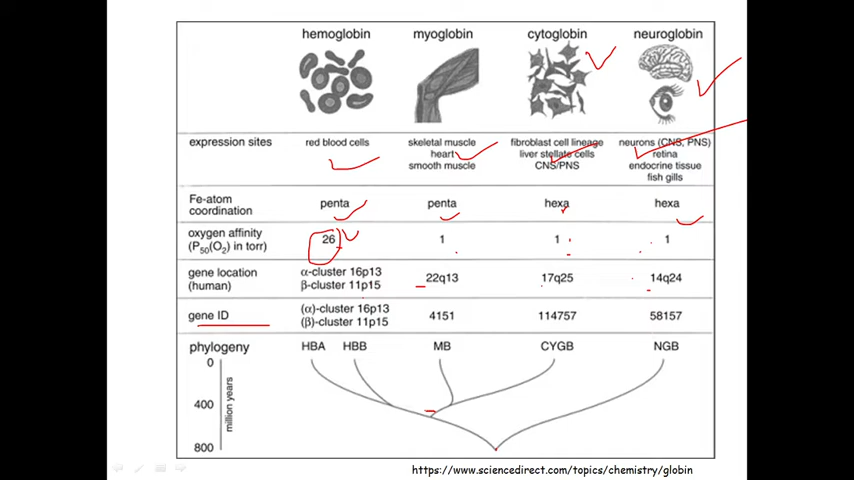 hemoglobin myoglobin cytoglobin neuroglobin
expression sites red blood cells skeletal muscle fibroblast cell lineage neurons (CNS, PNS)
heart liver stellate cells retina
smooth muscle CNS/PNS endocrine tissue
fish gills
Fe-atom
coordination penta penta hexa hexa
oxygen affinity
(P50(O2) in torr) 26 1 1 1
gene location α-cluster 16p13 22q13 17q25 14q24
(human) β-cluster 11p15
gene ID (α)-cluster 16p13 4151 114757 58157
(β)-cluster 11p15
phylogeny HBA HBB MB CYGB NGB
0
400
800
million years
https://www.sciencedirect.com/topics/chemistry/globin